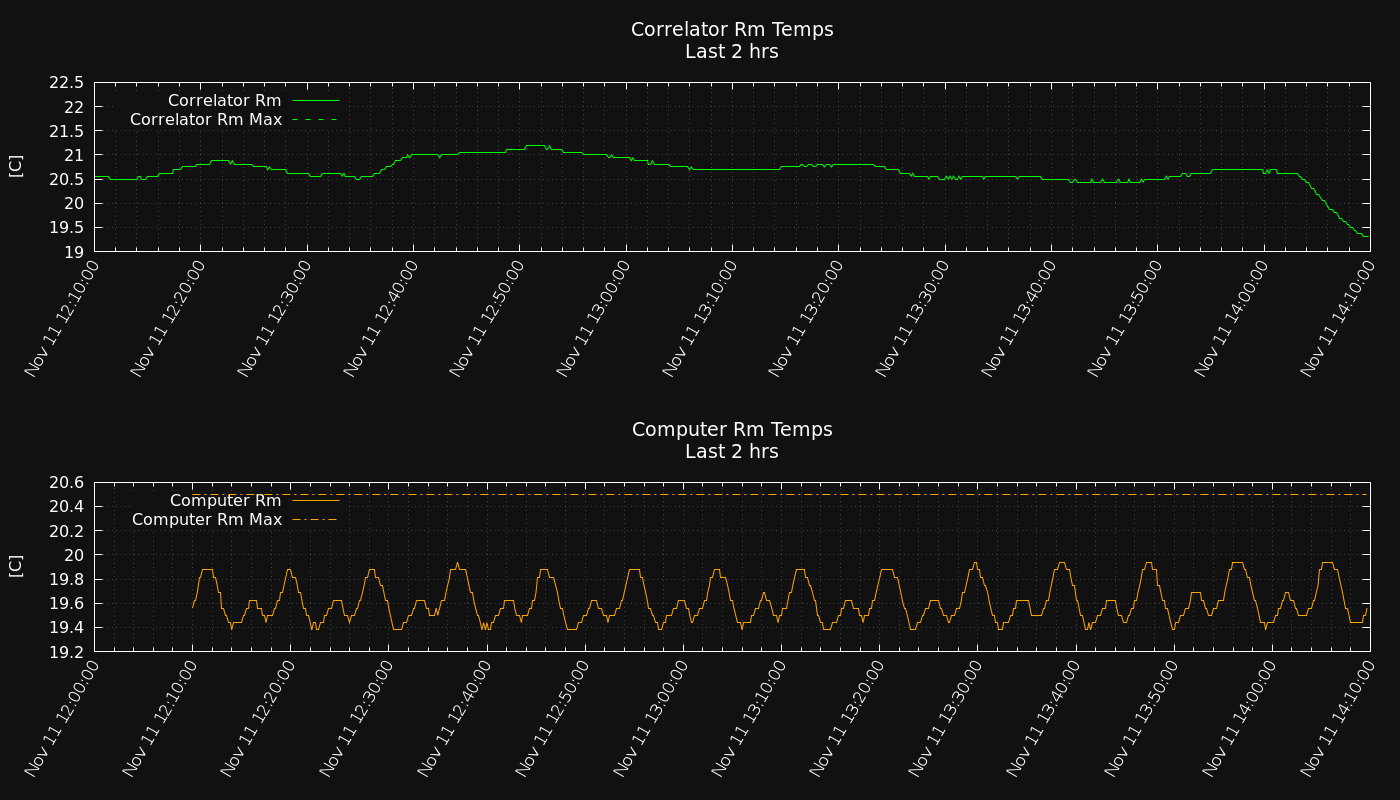 Correlator Rm Temps
Last 2 hrs
22.5
22
21.5
21
20.5
20
19.5
19
[C]
Correlator Rm
Correlator Rm Max
Nov 11 12:10:00
Nov 11 12:20:00
Nov 11 12:30:00
Nov 11 12:40:00
Nov 11 12:50:00
Nov 11 13:00:00
Nov 11 13:10:00
Nov 11 13:20:00
Nov 11 13:30:00
Nov 11 13:40:00
Nov 11 13:50:00
Nov 11 14:00:00
Nov 11 14:10:00
Computer Rm Temps
Last 2 hrs
20.6
20.4
20.2
20
19.8
19.6
19.4
19.2
[C]
Computer Rm
Computer Rm Max
Nov 11 12:00:00
Nov 11 12:10:00
Nov 11 12:20:00
Nov 11 12:30:00
Nov 11 12:40:00
Nov 11 12:50:00
Nov 11 13:00:00
Nov 11 13:10:00
Nov 11 13:20:00
Nov 11 13:30:00
Nov 11 13:40:00
Nov 11 13:50:00
Nov 11 14:00:00
Nov 11 14:10:00